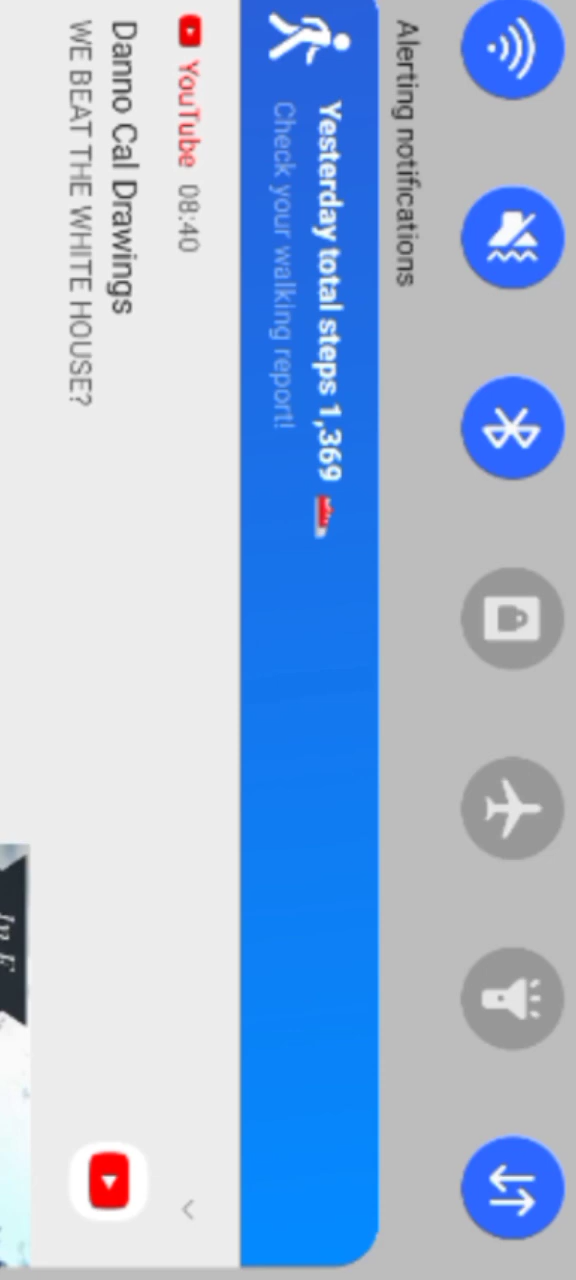 Alerting notifications
Yesterday total steps 1,369
Check your walking report!
YouTube 08:40
Danno Cal Drawings
WE BEAT THE WHITE HOUSE?